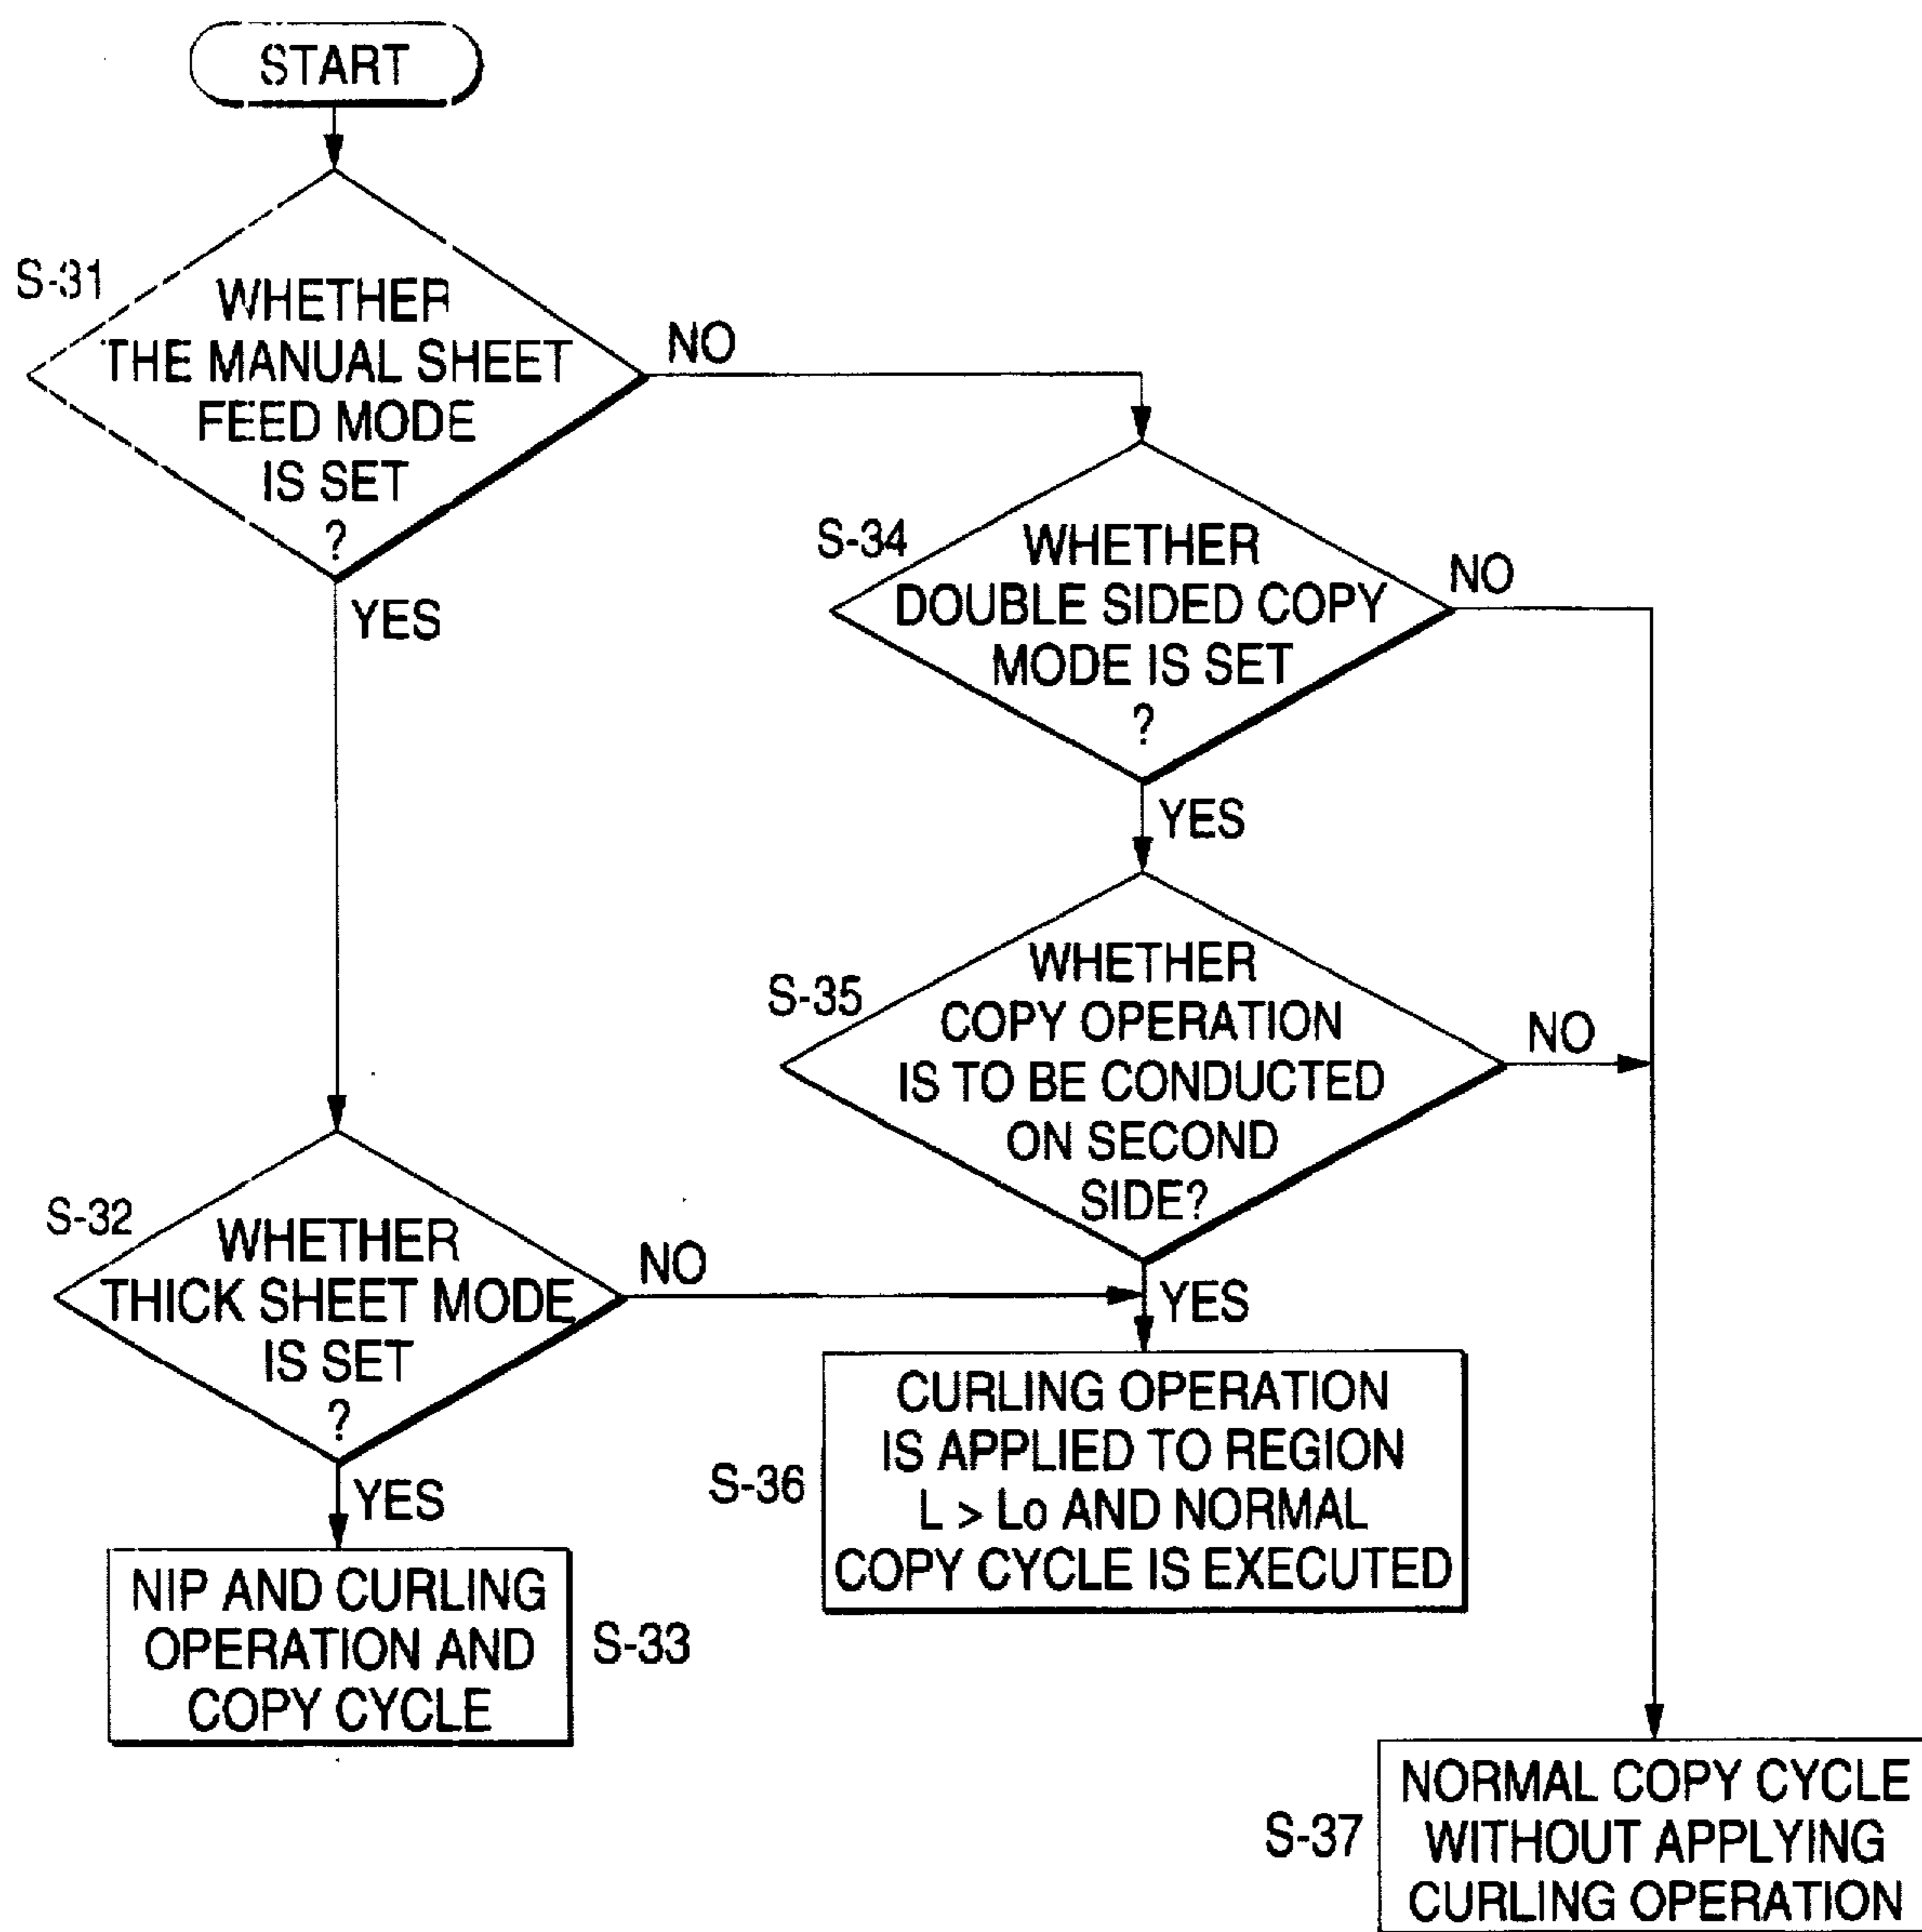 START
S-31
WHETHER
THE MANUAL SHEET
FEED MODE
IS SET
?
NO
YES
S-34
WHETHER
DOUBLE SIDED COPY
MODE IS SET
?
NO
YES
S-35
WHETHER
COPY OPERATION
IS TO BE CONDUCTED
ON SECOND
SIDE?
NO
YES
S-32
WHETHER
THICK SHEET MODE
IS SET
?
NO
YES
S-36
CURLING OPERATION
IS APPLIED TO REGION
L > Lo AND NORMAL
COPY CYCLE IS EXECUTED
NIP AND CURLING
OPERATION AND
COPY CYCLE
S-33
S-37
NORMAL COPY CYCLE
WITHOUT APPLYING
CURLING OPERATION